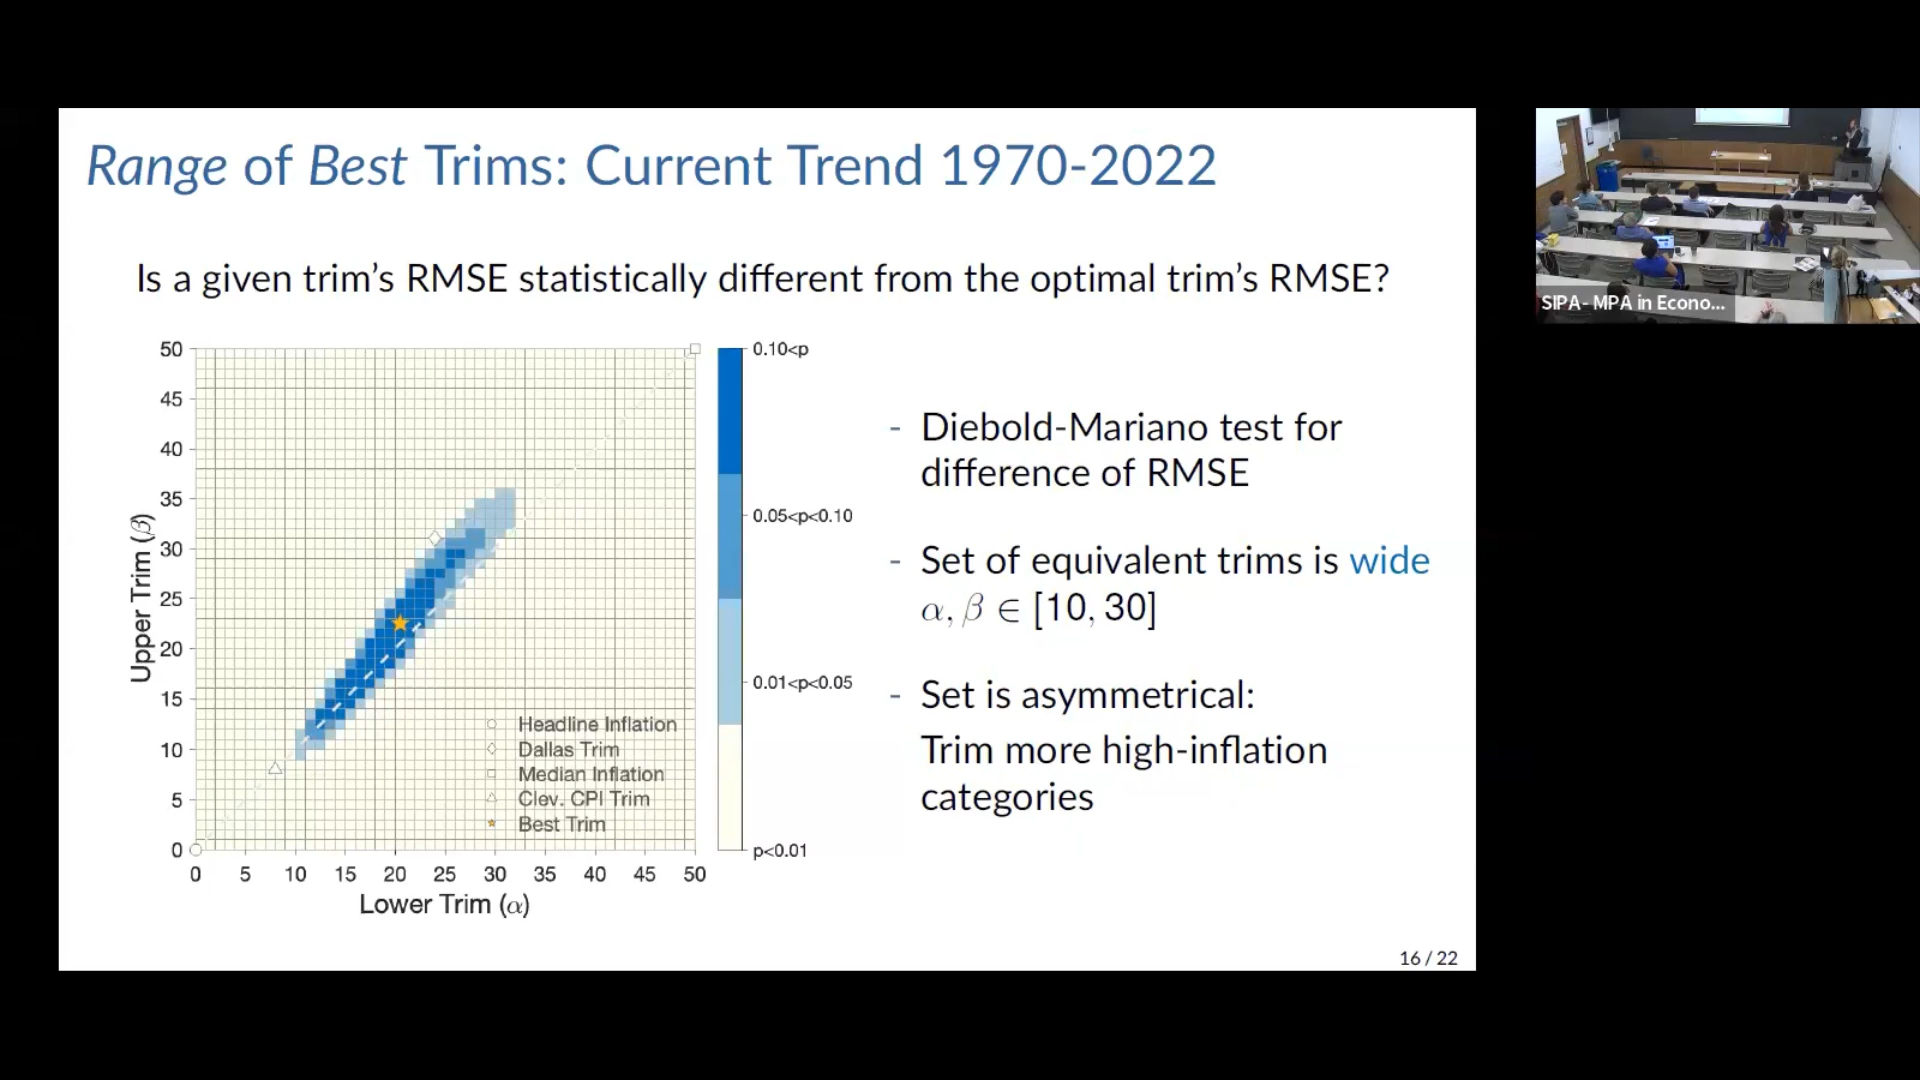 Range of Best Trims: Current Trend 1970-2022
Is a given trim's RMSE statistically different from the optimal trim's RMSE?
50
45
40
35
30
25
20
15
10
5
0
Upper Trim (β)
0 5 10 15 20 25 30 35 40 45 50
Lower Trim (α)
Headline Inflation
Dallas Trim
Median Inflation
Clev. CPI Trim
Best Trim
0.10<p
0.05<p<0.10
0.01<p<0.05
p<0.01
- Diebold-Mariano test for
difference of RMSE
- Set of equivalent trims is wide
α, β ∈ [10, 30]
- Set is asymmetrical:
Trim more high-inflation
categories
16 / 22
SIPA- MPA in Econo...